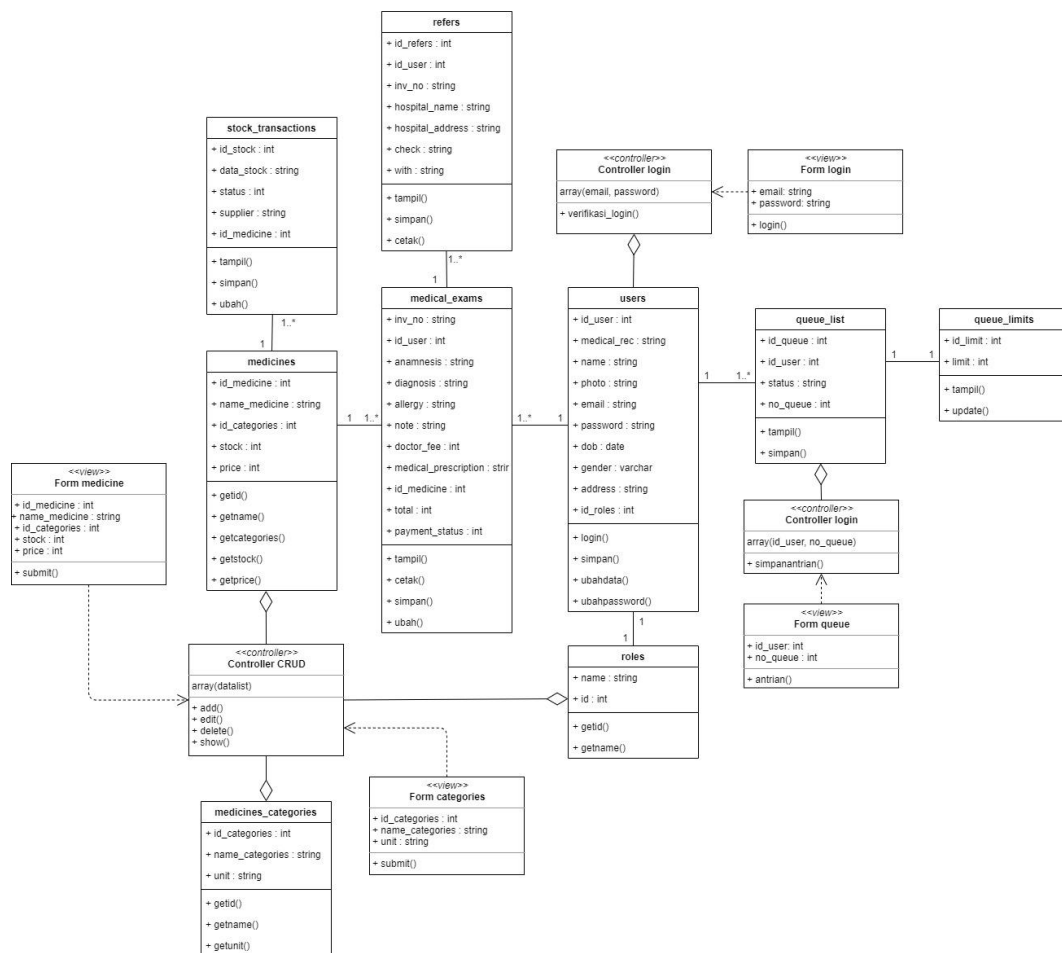 refers
+ id_refers : int
+ id_user : int
+ inv_no : string
+ hospital_name : string
+ hospital_address : string
+ check : string
+ with : string
+ tampil()
+ simpan()
+ cetak()
1..*
1
stock_transactions
+ id_stock : int
+ data_stock : string
+ status : int
+ supplier : string
+ id_medicine : int
+ tampil()
+ simpan()
+ ubah()
1..*
1
<<controller>>
Controller login
array(email, password)
+ verifikasi_login()
<<view>>
Form login
+ email: string
+ password: string
+ login()
medicines
+ id_medicine : int
+ name_medicine : string
+ id_categories : int
+ stock : int
+ price : int
+ getid()
+ getname()
+ getcategories()
+ getstock()
+ getprice()
1
1..*
medical_exams
+ inv_no : string
+ id_user : int
+ anamnesis : string
+ diagnosis : string
+ allergy : string
+ note : string
+ doctor_fee : int
+ medical_prescription : strir
+ id_medicine : int
+ total : int
+ payment_status : int
+ tampil()
+ cetak()
+ simpan()
+ ubah()
1..*
1
users
+ id_user : int
+ medical_rec : string
+ name : string
+ photo : string
+ email : string
+ password : string
+ dob : date
+ gender : varchar
+ address : string
+ id_roles : int
+ login()
+ simpan()
+ ubahdata()
+ ubahpassword()
1
1..*
queue_list
+ id_queue : int
+ id_user : int
+ status : string
+ no_queue : int
+ tampil()
+ simpan()
1
1
queue_limits
+ id_limit : int
+ limit : int
+ tampil()
+ update()
<<view>>
Form medicine
+ id_medicine : int
+ name_medicine : string
+ id_categories : int
+ stock : int
+ price : int
+ submit()
<<controller>>
Controller login
array(id_user, no_queue)
+ simpanantrian()
<<view>>
Form queue
+ id_user: int
+ no_queue : int
+ antrian()
1
1
roles
+ name : string
+ id : int
+ getid()
+ getname()
<<controller>>
Controller CRUD
array(datalist)
+ add()
+ edit()
+ delete()
+ show()
<<view>>
Form categories
+ id_categories : int
+ name_categories : string
+ unit : string
+ submit()
medicines_categories
+ id_categories : int
+ name_categories : string
+ unit : string
+ getid()
+ getname()
+ getunit()